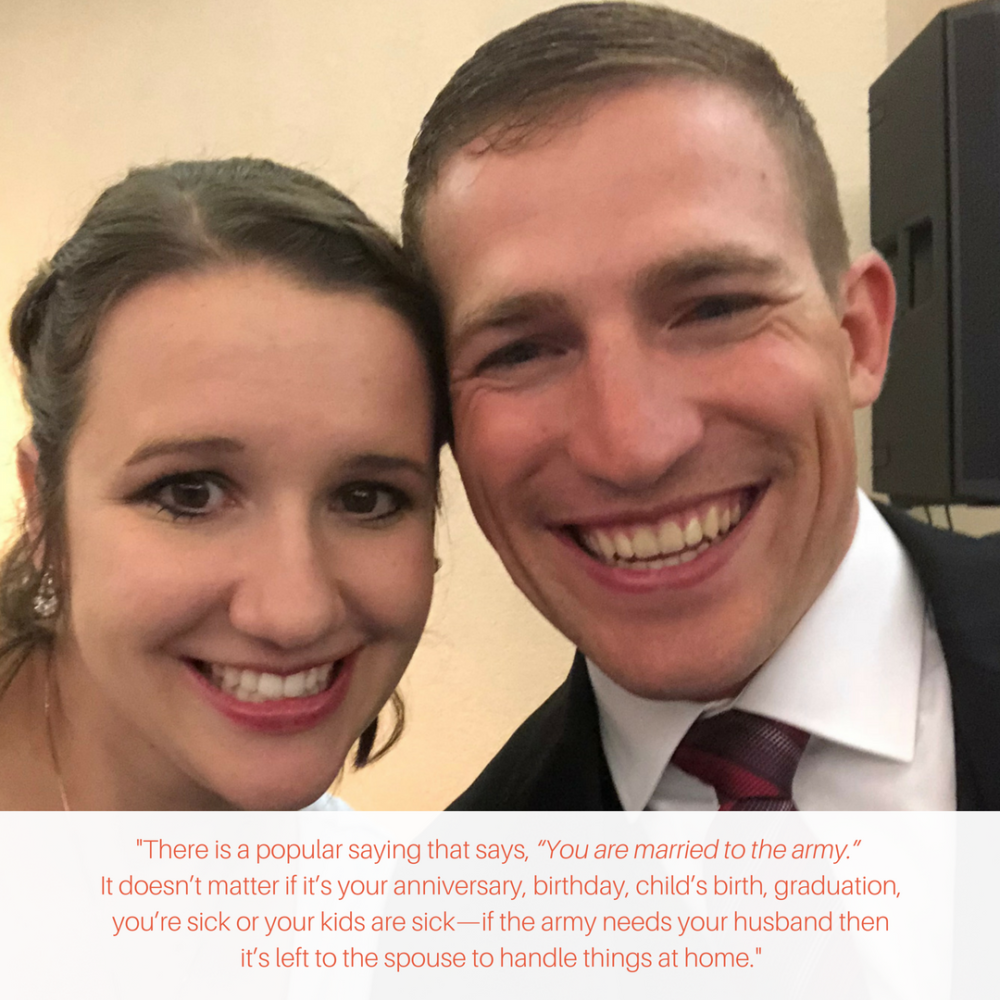 "There is a popular saying that says, “You are married to the army.”
It doesn’t matter if it’s your anniversary, birthday, child’s birth, graduation,
you’re sick or your kids are sick—if the army needs your husband then
it’s left to the spouse to handle things at home."